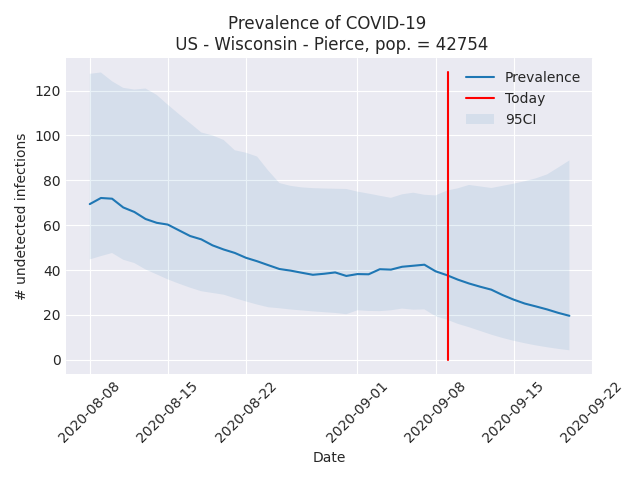 Prevalence of COVID-19
US - Wisconsin - Pierce, pop. = 42754
Prevalence
Today
95CI
# undetected infections
120
100
80
60
40
20
0
2020-08-08
2020-08-15
2020-08-22
2020-09-01
2020-09-08
2020-09-15
2020-09-22
Date